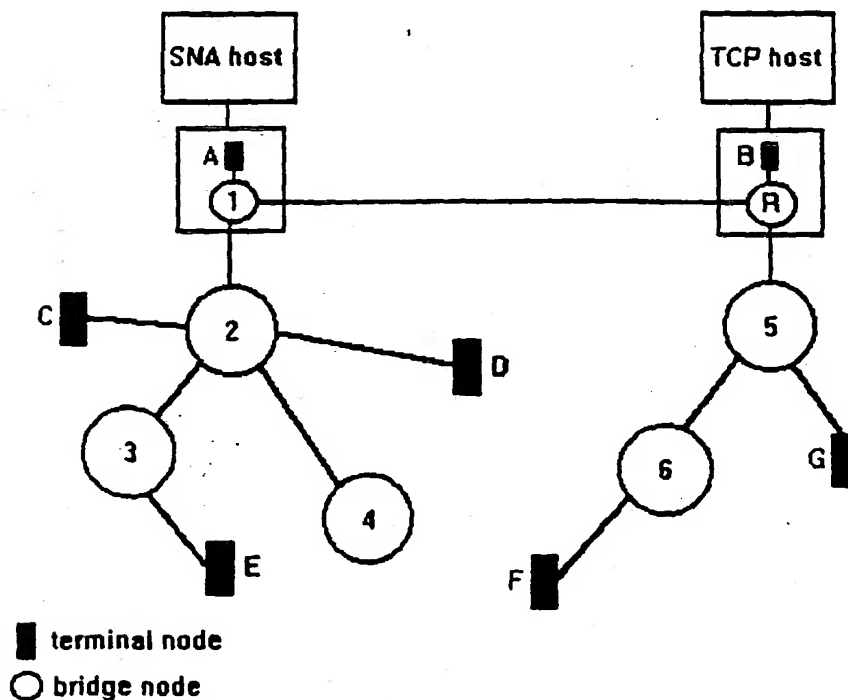 SNA host
TCP host
A
B
1
R
C
2
5
D
3
6
G
4
E
F
terminal node
bridge node